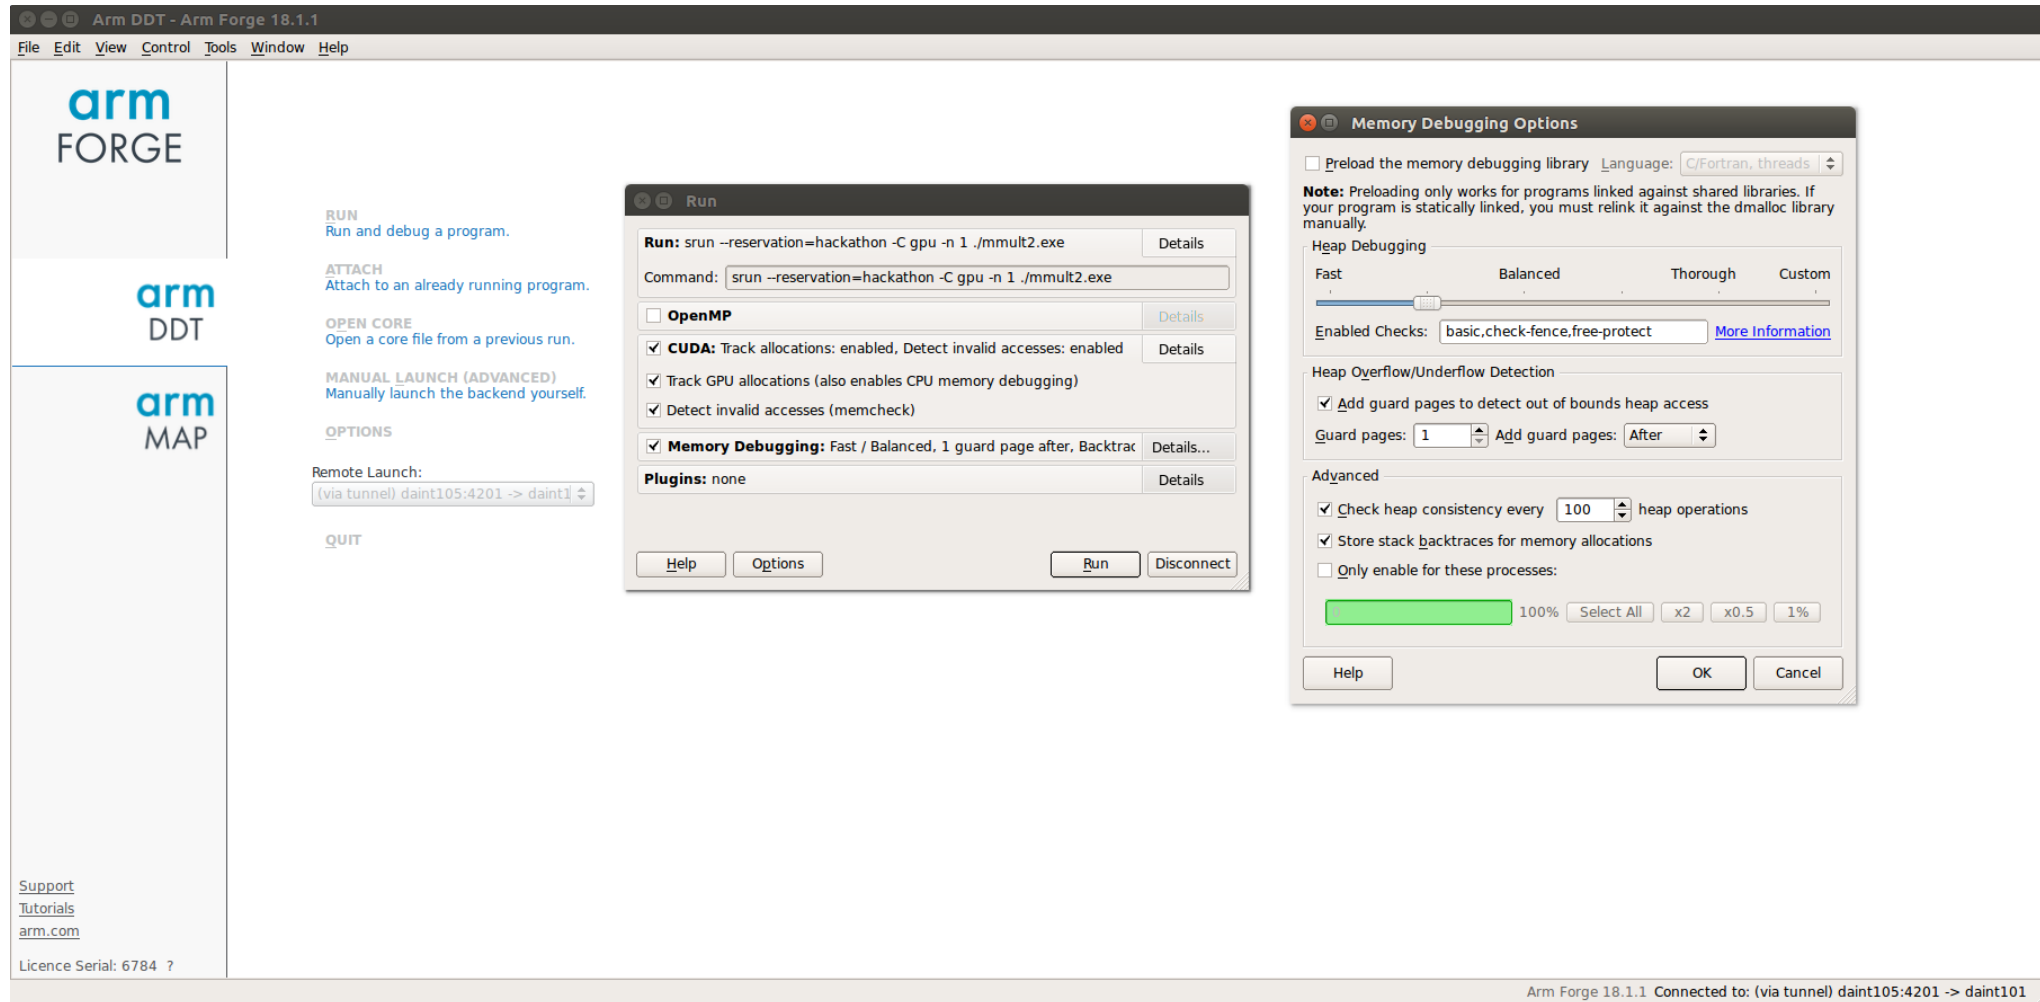 Arm DDT - Arm Forge 18.1.1
File Edit View Control Tools Window Help
arm
FORGE
arm
DDT
arm
MAP
Support
Tutorials
arm.com
Licence Serial: 6784 ?
RUN
Run and debug a program.
ATTACH
Attach to an already running program.
OPEN CORE
Open a core file from a previous run.
MANUAL LAUNCH (ADVANCED)
Manually launch the backend yourself.
OPTIONS
Remote Launch:
(via tunnel) daint105:4201 -> daint1
QUIT
Run
Run: srun --reservation=hackathon -C gpu -n 1 ./mmult2.exe Details
Command: srun --reservation=hackathon -C gpu -n 1 ./mmult2.exe
OpenMP Details
CUDA: Track allocations: enabled, Detect invalid accesses: enabled Details
Track GPU allocations (also enables CPU memory debugging)
Detect invalid accesses (memcheck)
Memory Debugging: Fast / Balanced, 1 guard page after, Backtrac Details...
Plugins: none Details
Help Options Run Disconnect
Memory Debugging Options
Preload the memory debugging library Language: C/Fortran, threads
Note: Preloading only works for programs linked against shared libraries. If
your program is statically linked, you must relink it against the dmalloc library
manually.
Heap Debugging
Fast Balanced Thorough Custom
Enabled Checks: basic,check-fence,free-protect More Information
Heap Overflow/Underflow Detection
Add guard pages to detect out of bounds heap access
Guard pages: 1 Add guard pages: After
Advanced
Check heap consistency every 100 heap operations
Store stack backtraces for memory allocations
Only enable for these processes:
0 100% Select All x2 x0.5 1%
Help OK Cancel
Arm Forge 18.1.1 Connected to: (via tunnel) daint105:4201 -> daint101